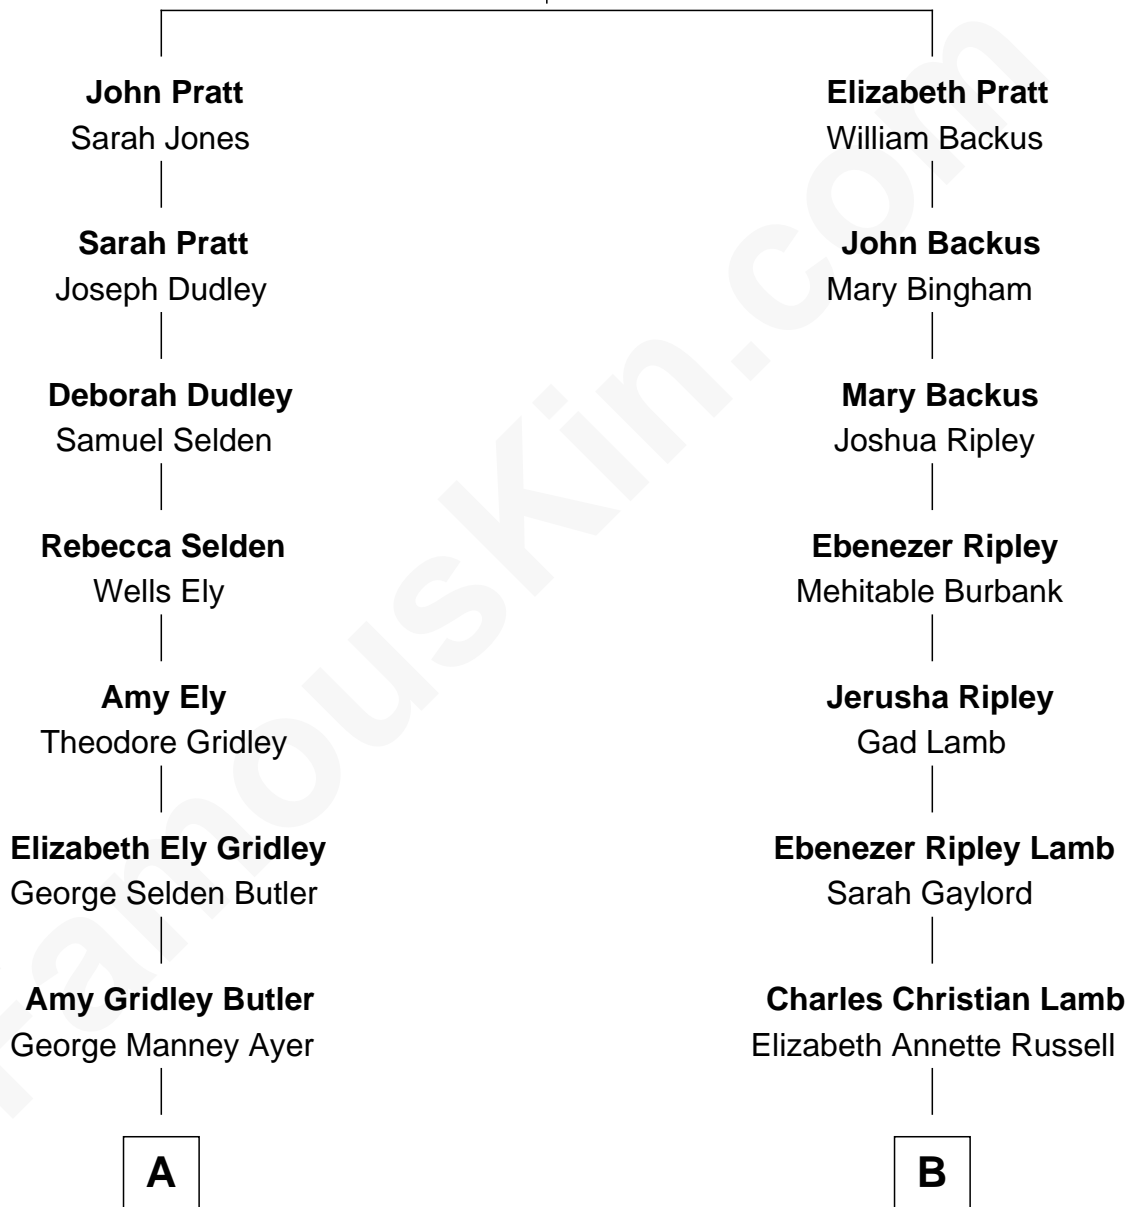 John Pratt
Sarah Jones
Elizabeth Pratt
William Backus
Sarah Pratt
Joseph Dudley
John Backus
Mary Bingham
Deborah Dudley
Samuel Selden
Mary Backus
Joshua Ripley
Rebecca Selden
Wells Ely
Ebenezer Ripley
Mehitable Burbank
Amy Ely
Theodore Gridley
Jerusha Ripley
Gad Lamb
Elizabeth Ely Gridley
George Selden Butler
Ebenezer Ripley Lamb
Sarah Gaylord
Amy Gridley Butler
George Manney Ayer
Charles Christian Lamb
Elizabeth Annette Russell
A
B
FamousKin.com